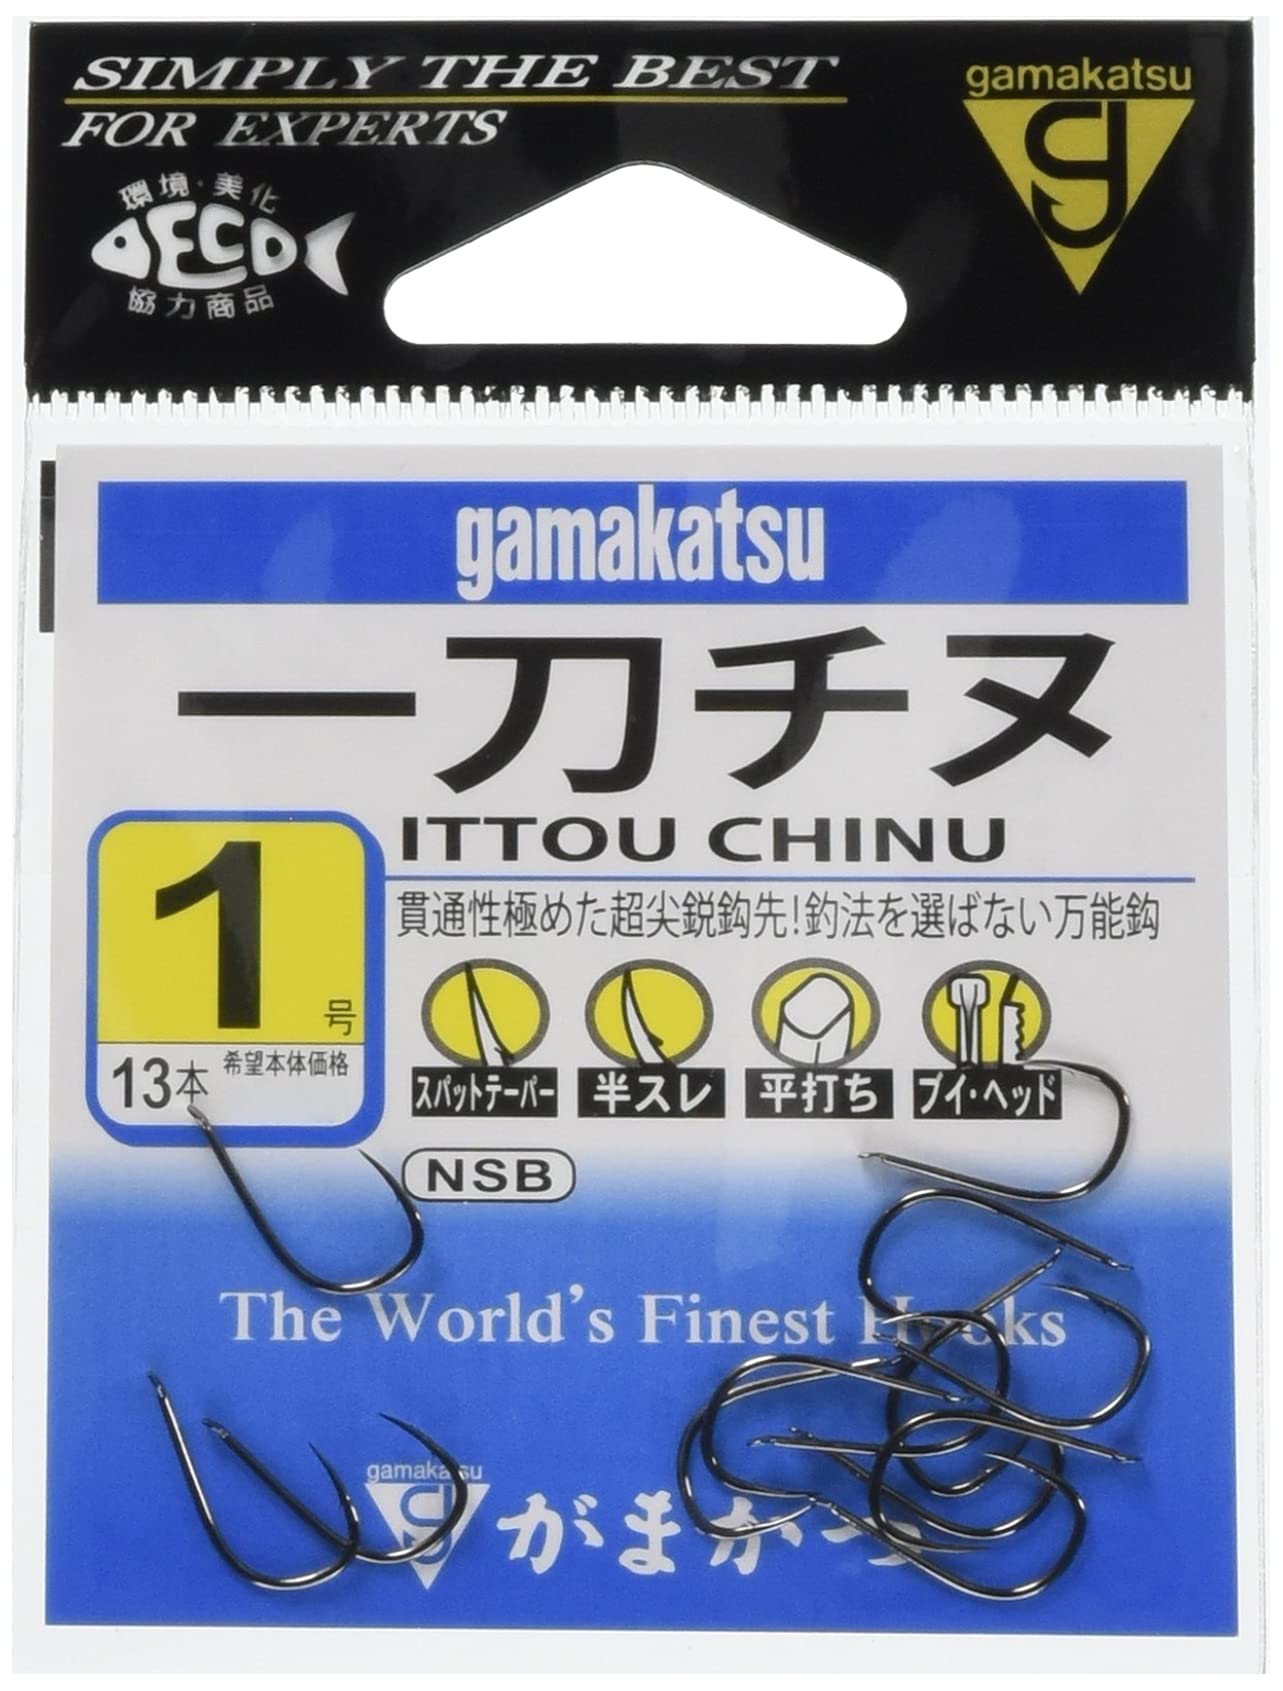 SIMPLY THE BEST
FOR EXPERTS
gamakatsu
g
環境・美化
ECO
協力商品
gamakatsu
一刀チヌ
ITTOU CHINU
1号
13本 希望本体価格
貫通性極めた超尖鋭鈎先!釣法を選ばない万能鈎
スパットテーパー 半スレ 平打ち ブイ・ヘッド
NSB
The World's Finest Hooks
gamakatsu
g
がまかつ